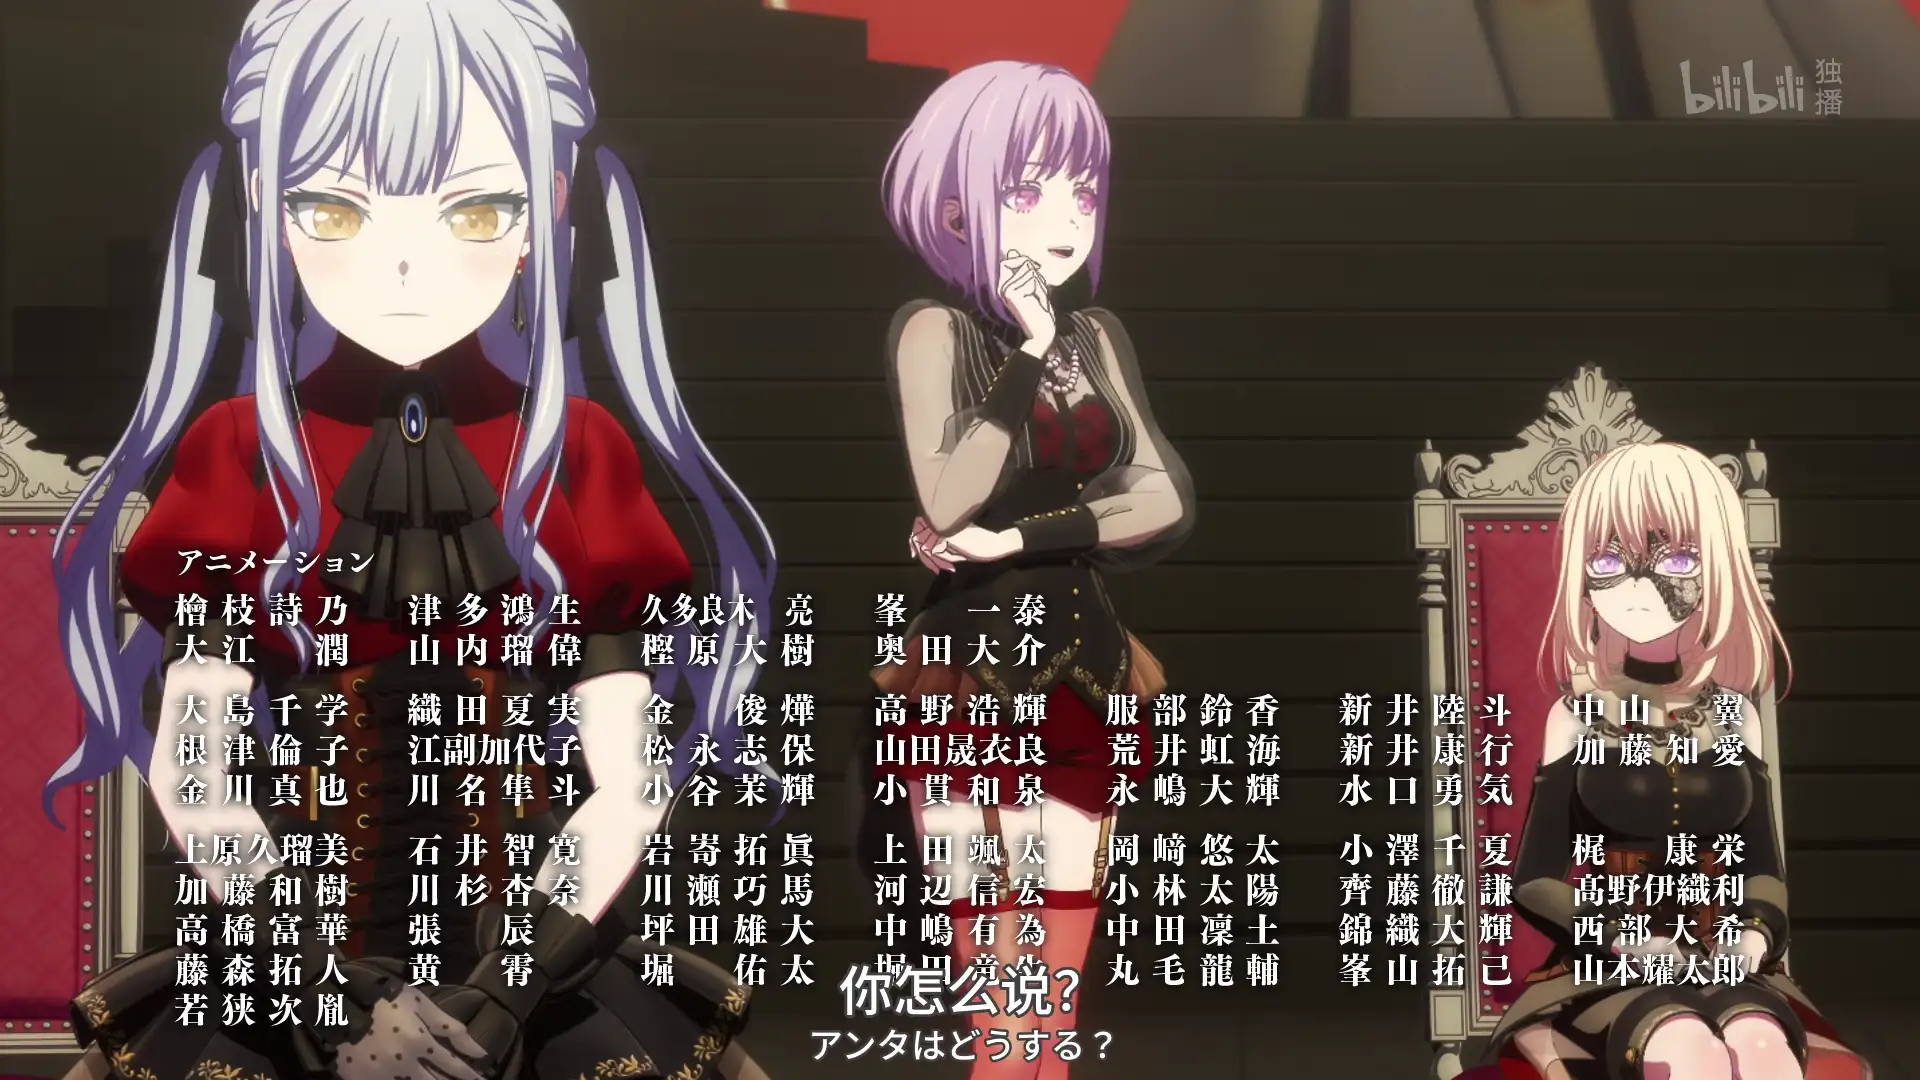 bilibili 独播
アニメーション
檜枝詩乃 津多鴻生 久多良木亮 峯一泰
大江潤 山内瑠偉 樫原大樹 奥田大介
大島千学 織田夏実 金俊燁 高野浩輝 服部鈴香 新井陸斗 中山翼
根津倫子 江副加代子 松永志保 山田晟衣良 荒井虹海 新井康行 加藤知愛
金川真也 川名隼斗 小谷茉輝 小貫和泉 永嶋大輝 水口勇気
上原久瑠美 石井智寛 岩嵜拓眞 上田颯太 岡﨑悠太 小澤千夏 梶康栄
加藤和樹 川杉杏奈 川瀬巧馬 河辺信宏 小林太陽 齊藤徹謙 髙野伊織利
高橋富華 張辰 坪田雄大 中嶋有為 中田凜土 錦織大輝 西部大希
藤森拓人 黄霄 堀佑太 堀田 丸毛龍輔 峯山拓己 山本耀太郎
若狭次胤
你怎么说？
アンタはどうする？